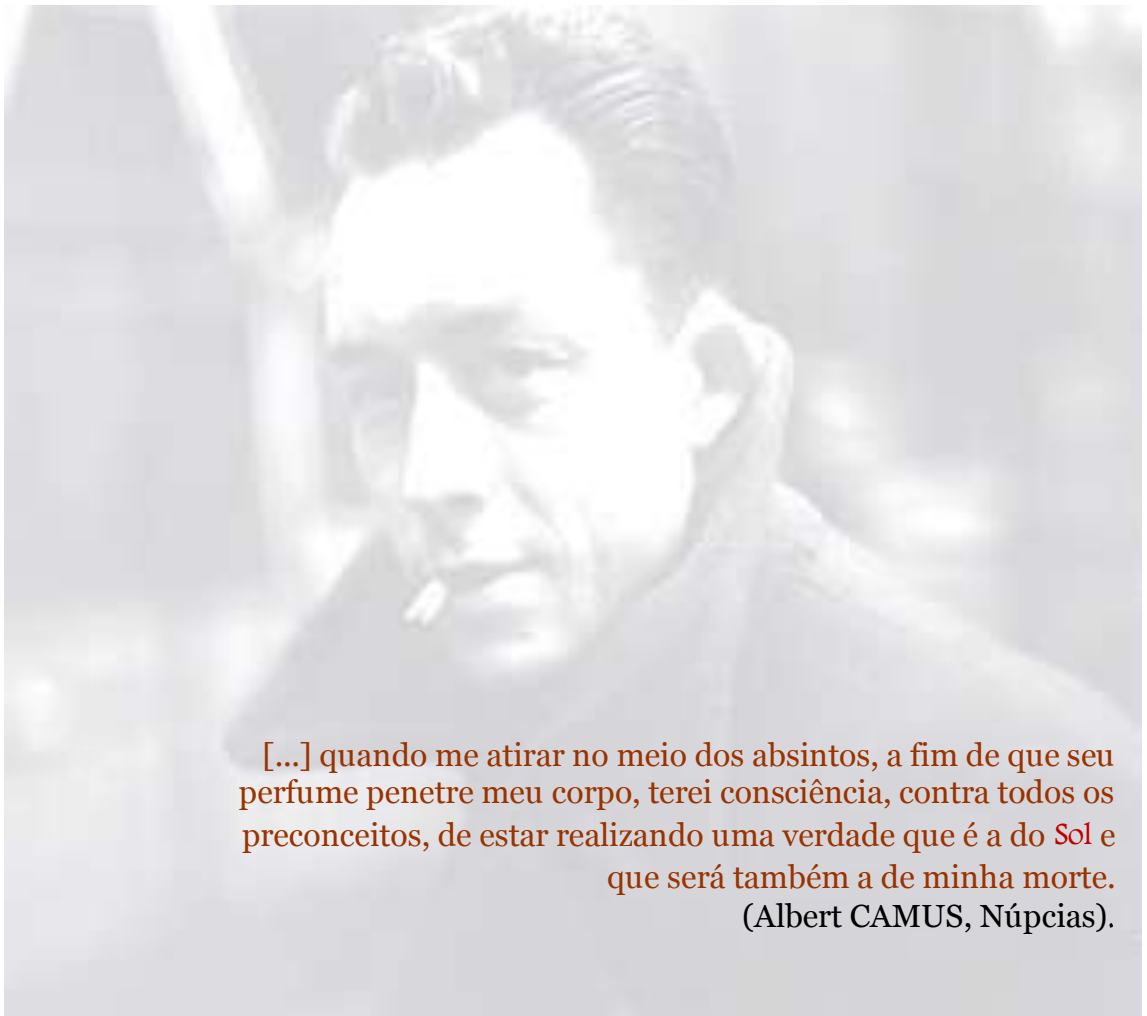 [...] quando me atirar no meio dos absintos, a fim de que seu
perfume penetre meu corpo, terei consciência, contra todos os
preconceitos, de estar realizando uma verdade que é a do Sol e
que será também a de minha morte.
(Albert CAMUS, Núpcias).